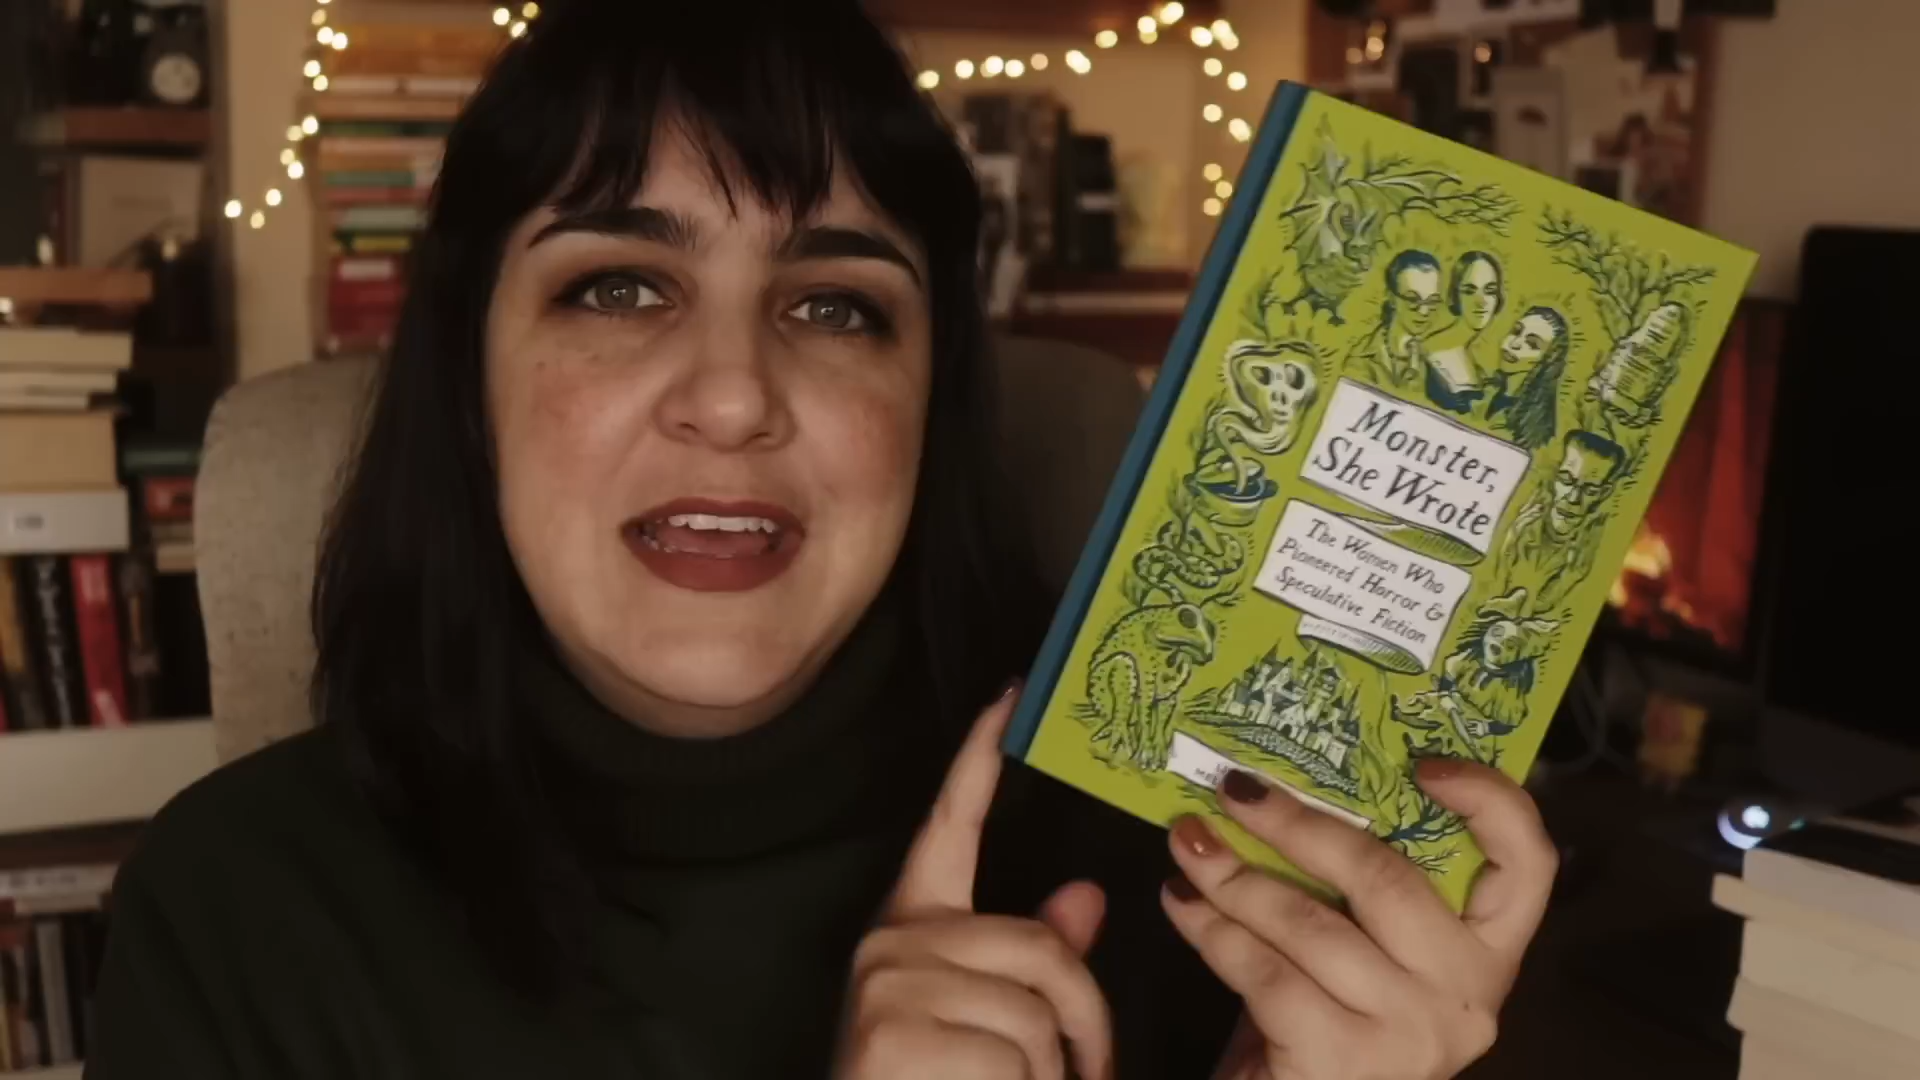 Monster,
She Wrote
The Women Who
Pioneered Horror &
Speculative Fiction